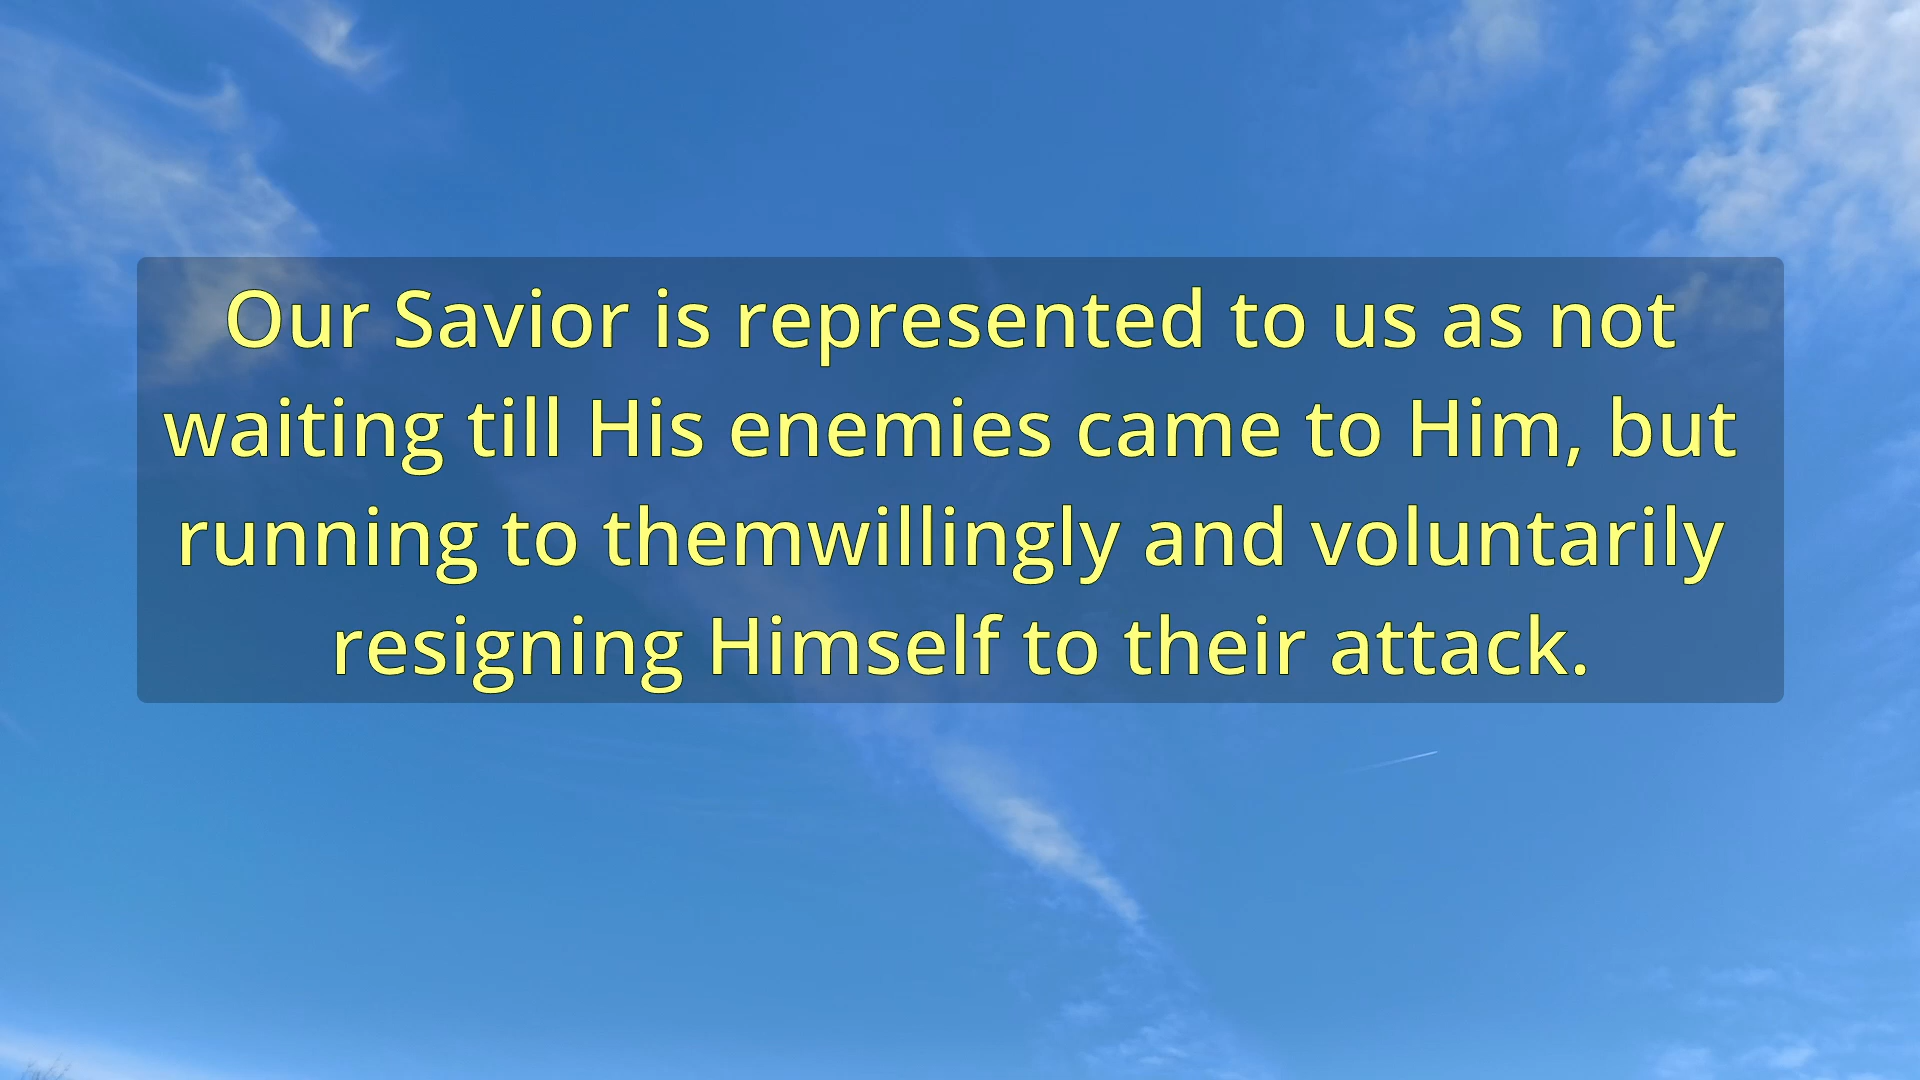 Our Savior is represented to us as not
waiting till His enemies came to Him, but
running to themwillingly and voluntarily
resigning Himself to their attack.